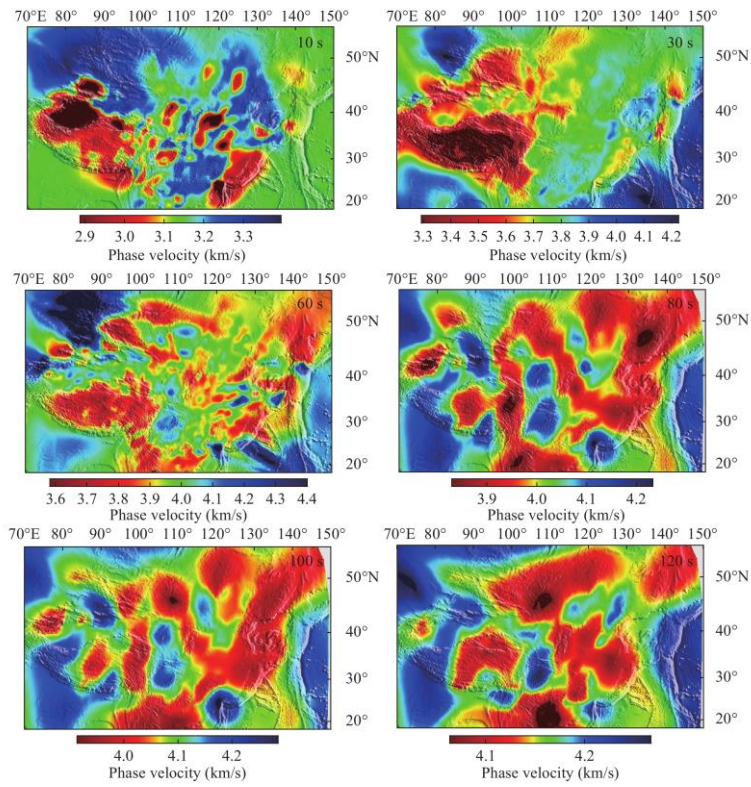 70°E 80° 90° 100° 110° 120° 130° 140° 150°
10 s
50°N
40°
30°
20°
2.9 3.0 3.1 3.2 3.3
Phase velocity (km/s)
70°E 80° 90° 100° 110° 120° 130° 140° 150°
30 s
50°N
40°
30°
20°
3.3 3.4 3.5 3.6 3.7 3.8 3.9 4.0 4.1 4.2
Phase velocity (km/s)
70°E 80° 90° 100° 110° 120° 130° 140° 150°
60 s
50°N
40°
30°
20°
3.6 3.7 3.8 3.9 4.0 4.1 4.2 4.3 4.4
Phase velocity (km/s)
70°E 80° 90° 100° 110° 120° 130° 140° 150°
80 s
50°N
40°
30°
20°
3.9 4.0 4.1 4.2
Phase velocity (km/s)
70°E 80° 90° 100° 110° 120° 130° 140° 150°
100 s
50°N
40°
30°
20°
4.0 4.1 4.2
Phase velocity (km/s)
70°E 80° 90° 100° 110° 120° 130° 140° 150°
120 s
50°N
40°
30°
20°
4.1 4.2
Phase velocity (km/s)